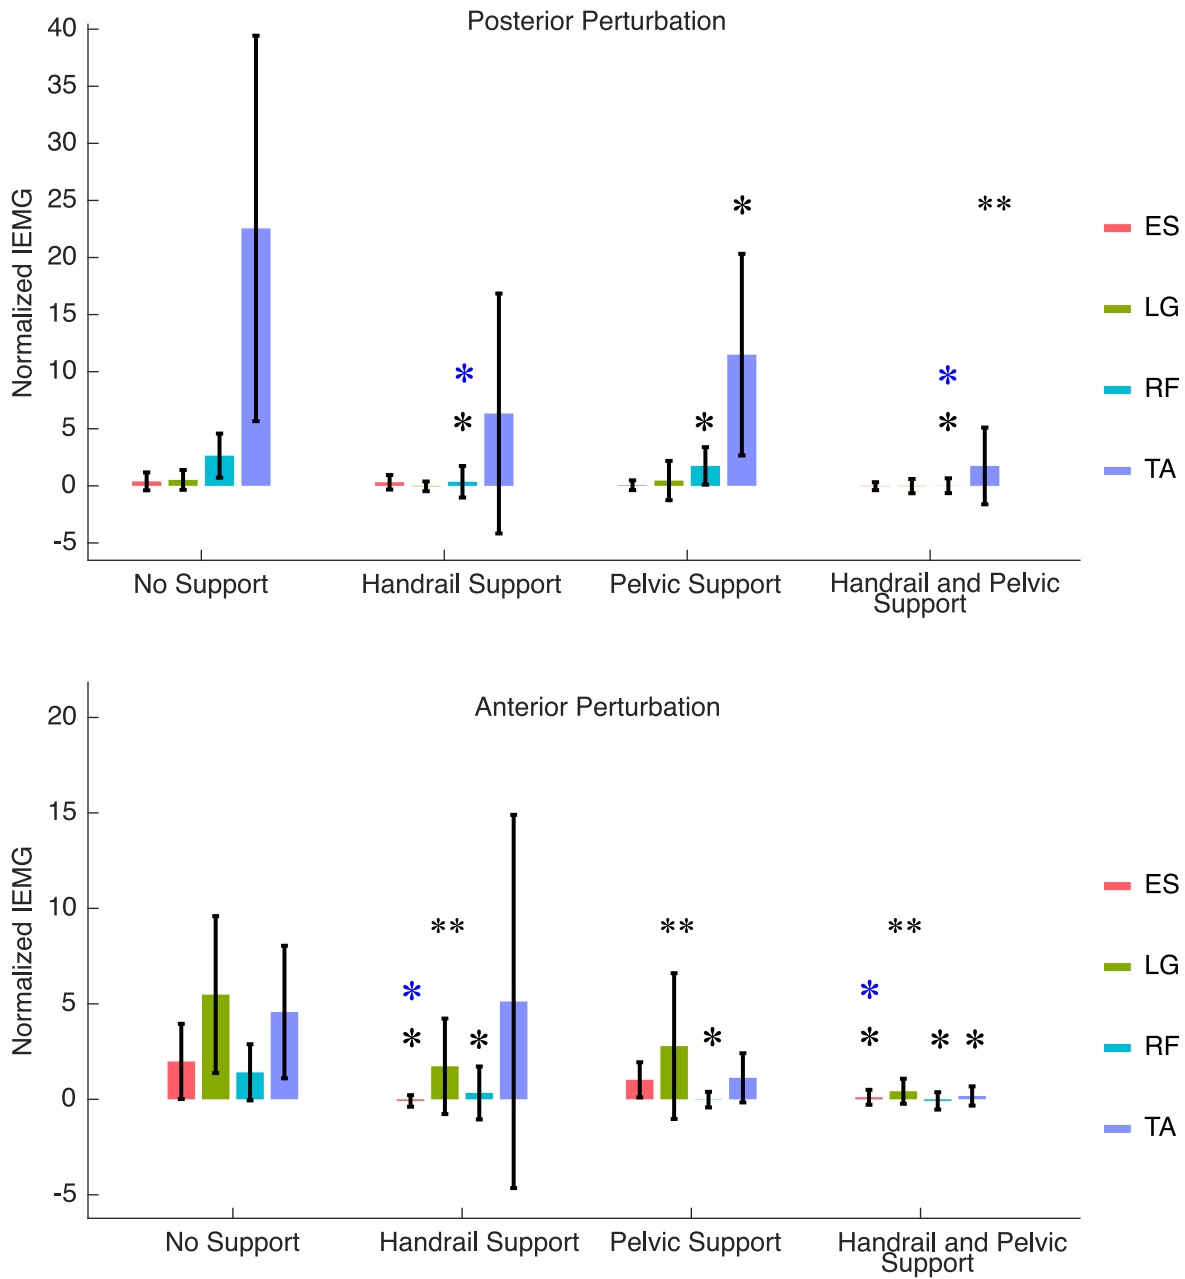 Posterior Perturbation
40
35
30
25
20
15
10
5
0
-5
Normalized IEMG
*
**
*
*
*
*
*
ES
LG
RF
TA
No Support
Handrail Support
Pelvic Support
Handrail and Pelvic
Support
Anterior Perturbation
20
15
10
5
0
-5
Normalized IEMG
**
**
**
*
*
*
*
*
*
*
*
ES
LG
RF
TA
No Support
Handrail Support
Pelvic Support
Handrail and Pelvic
Support